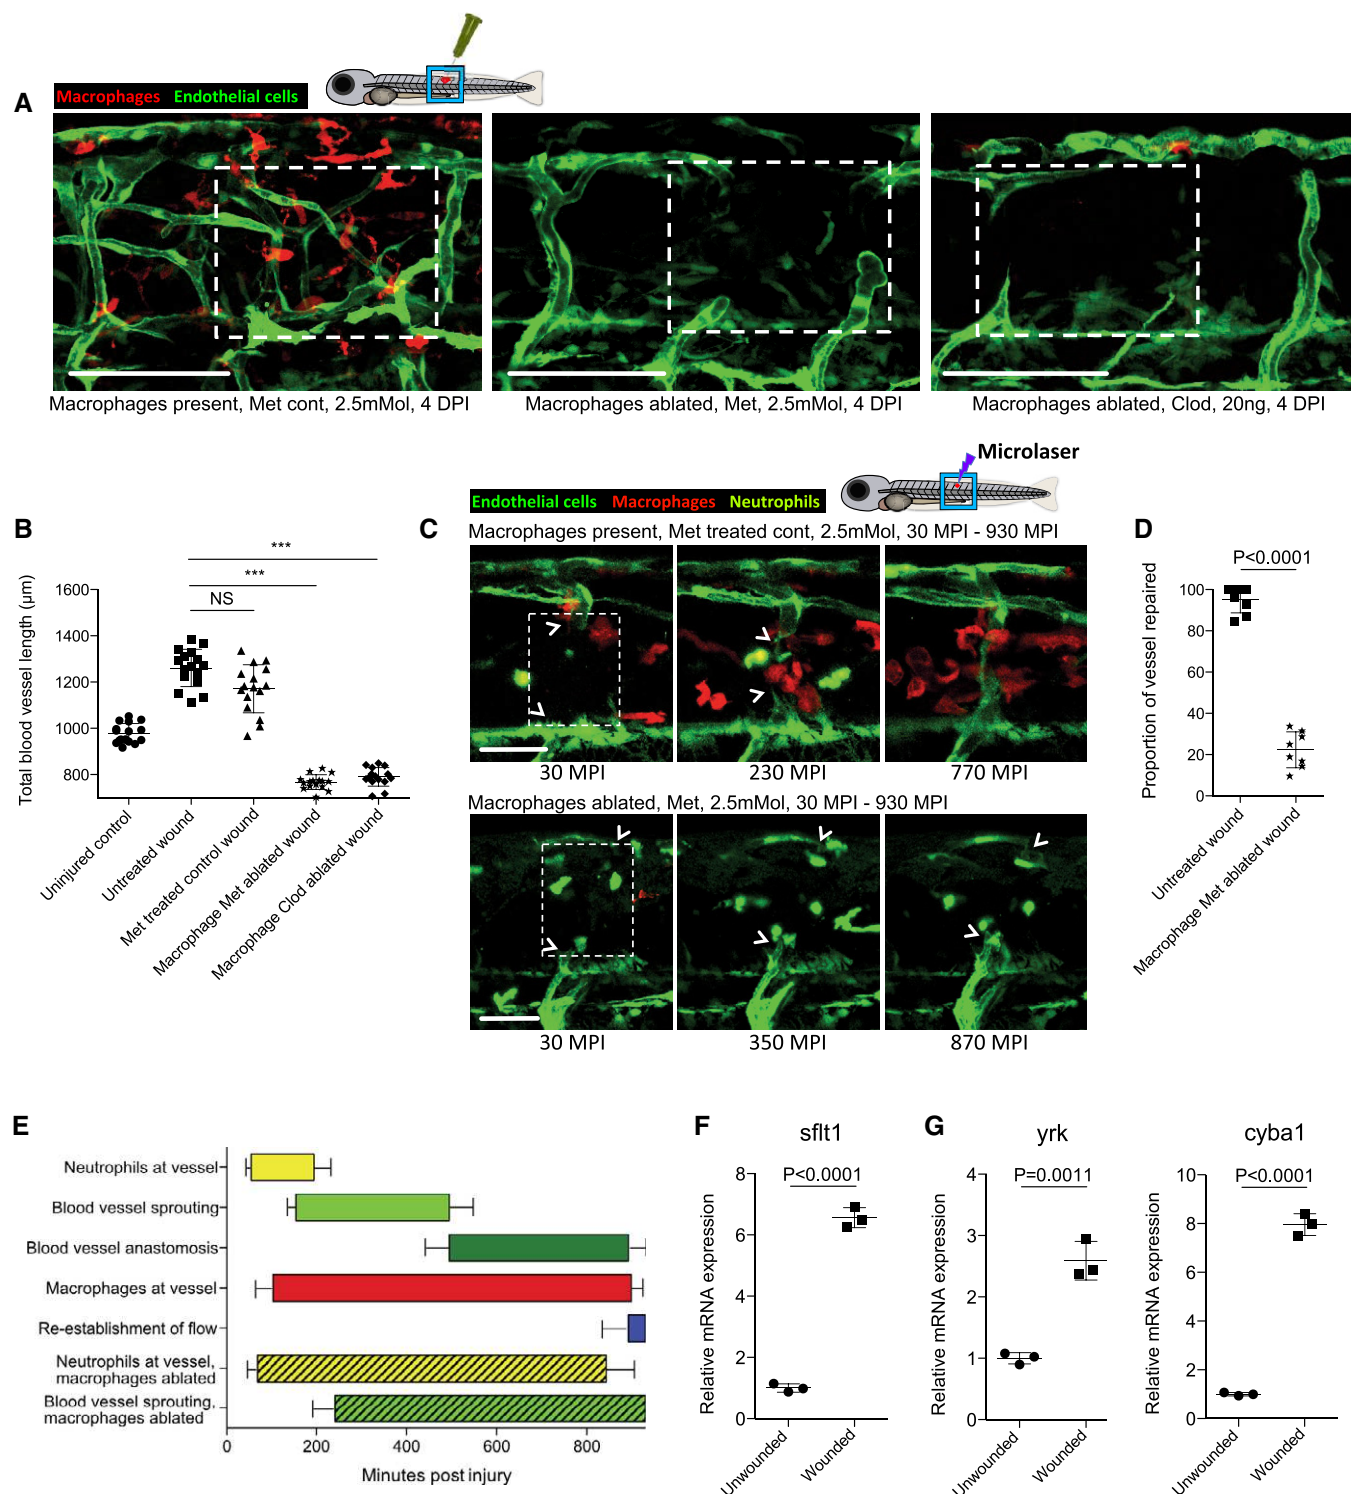 A
Macrophages Endothelial cells
Macrophages present, Met cont, 2.5mMol, 4 DPI
Macrophages ablated, Met, 2.5mMol, 4 DPI
Macrophages ablated, Clod, 20ng, 4 DPI
B
Total blood vessel length (µm)
1600
1400
1200
1000
800
***
***
NS
Uninjured control
Untreated wound
Met treated control wound
Macrophage Met ablated wound
Macrophage Clod ablated wound
C
Microlaser
Endothelial cells Macrophages Neutrophils
Macrophages present, Met treated cont, 2.5mMol, 30 MPI - 930 MPI
30 MPI
230 MPI
770 MPI
Macrophages ablated, Met, 2.5mMol, 30 MPI - 930 MPI
30 MPI
350 MPI
870 MPI
D
P<0.0001
Proportion of vessel repaired
100
80
60
40
20
0
Untreated wound
Macrophage Met ablated wound
E
Neutrophils at vessel
Blood vessel sprouting
Blood vessel anastomosis
Macrophages at vessel
Re-establishment of flow
Neutrophils at vessel,
macrophages ablated
Blood vessel sprouting,
macrophages ablated
0
200
400
600
800
Minutes post injury
F
sflt1
P<0.0001
Relative mRNA expression
8
6
4
2
0
Unwounded
Wounded
G
yrk
P=0.0011
Relative mRNA expression
4
3
2
1
0
Unwounded
Wounded
cyba1
P<0.0001
Relative mRNA expression
10
8
6
4
2
0
Unwounded
Wounded